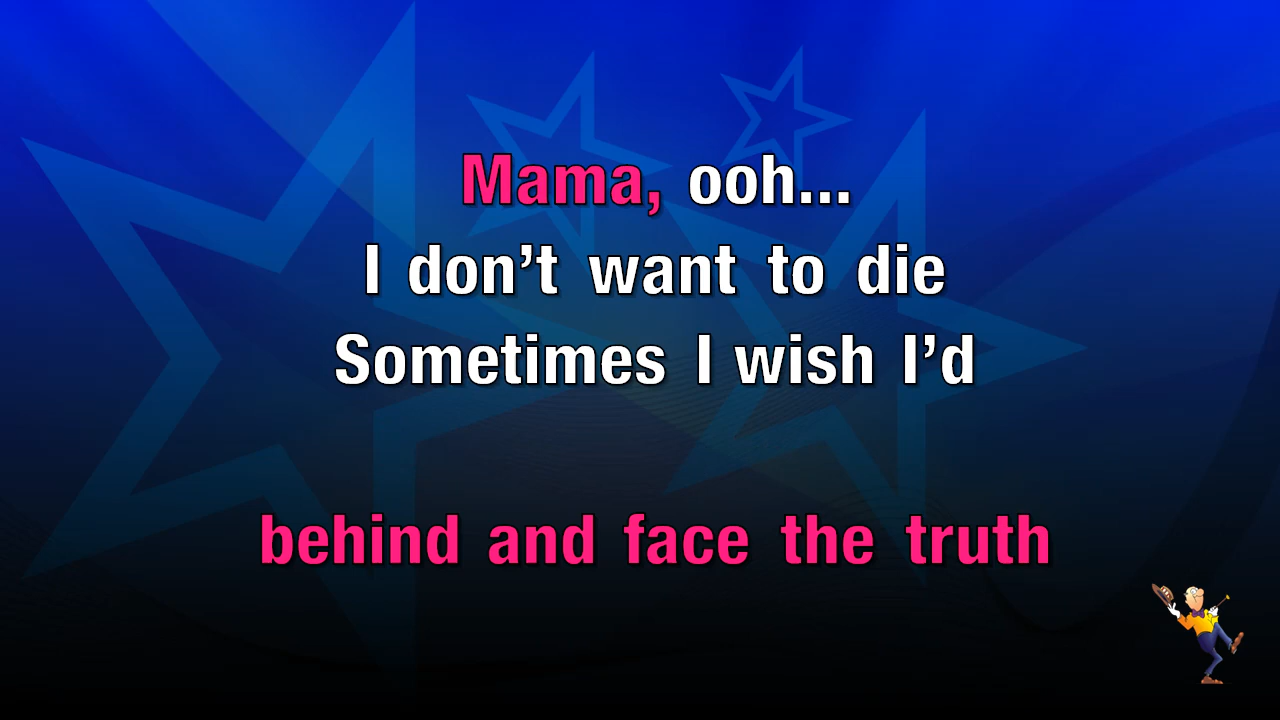 Mama, ooh...
I don’t want to die
Sometimes I wish I’d
behind and face the truth